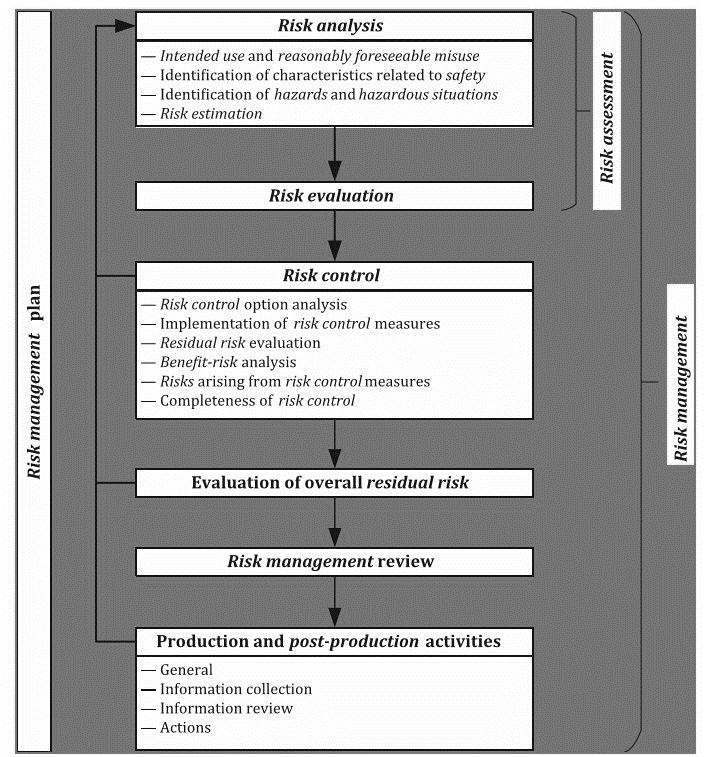 Risk analysis
— Intended use and reasonably foreseeable misuse
— Identification of characteristics related to safety
— Identification of hazards and hazardous situations
— Risk estimation
Risk evaluation
Risk control
— Risk control option analysis
— Implementation of risk control measures
— Residual risk evaluation
— Benefit-risk analysis
— Risks arising from risk control measures
— Completeness of risk control
Evaluation of overall residual risk
Risk management review
Production and post-production activities
— General
— Information collection
— Information review
— Actions
Risk management plan
Risk assessment
Risk management